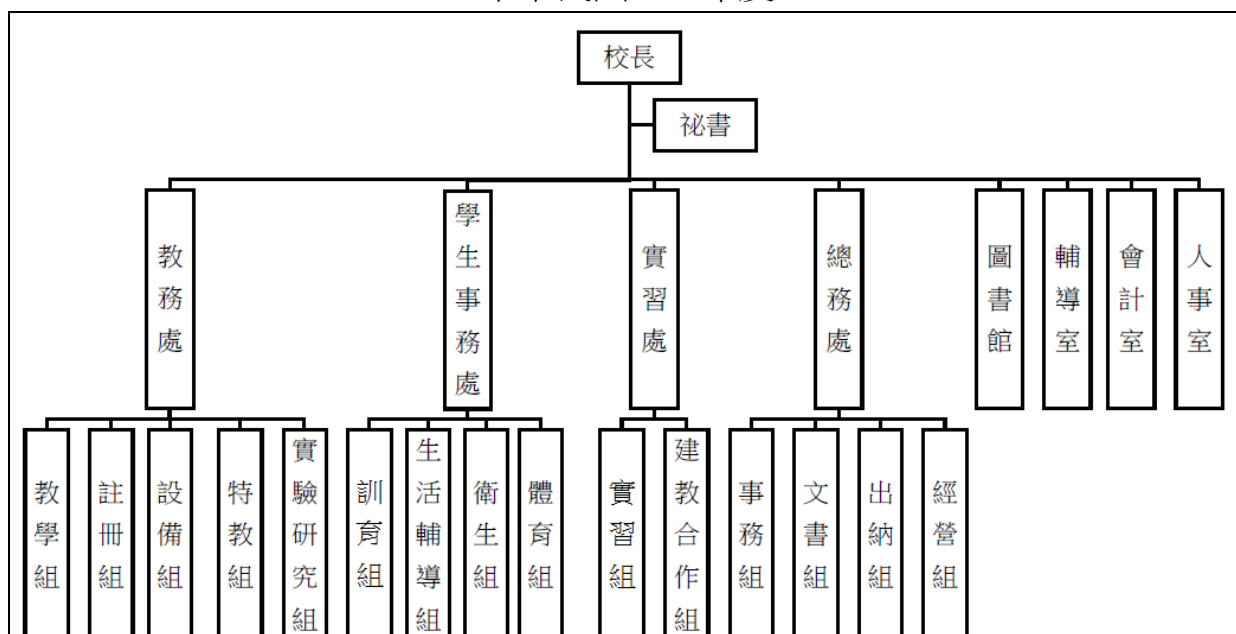 校長
祕書
教務處
學生事務處
實習處
總務處
圖書館
輔導室
會計室
人事室
教學組
註冊組
設備組
特教組
實驗研究組
訓育組
生活輔導組
衛生組
體育組
實習組
建教合作組
事務組
文書組
出納組
經營組